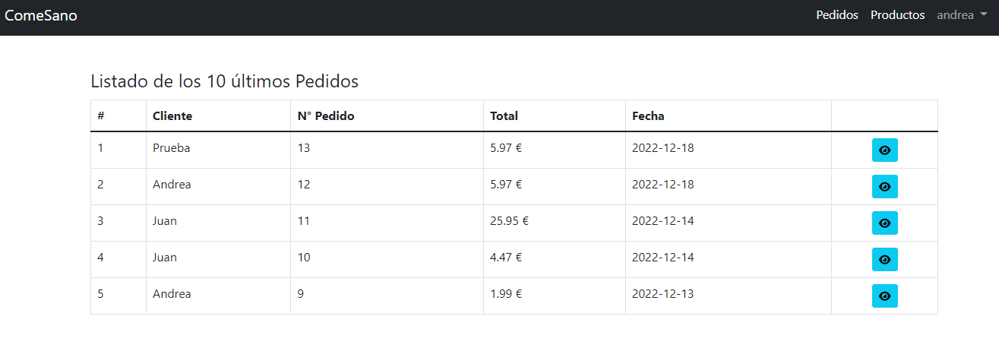 ComeSano Pedidos Productos andrea
Listado de los 10 últimos Pedidos
# Cliente N° Pedido Total Fecha
1 Prueba 13 5.97 € 2022-12-18
2 Andrea 12 5.97 € 2022-12-18
3 Juan 11 25.95 € 2022-12-14
4 Juan 10 4.47 € 2022-12-14
5 Andrea 9 1.99 € 2022-12-13